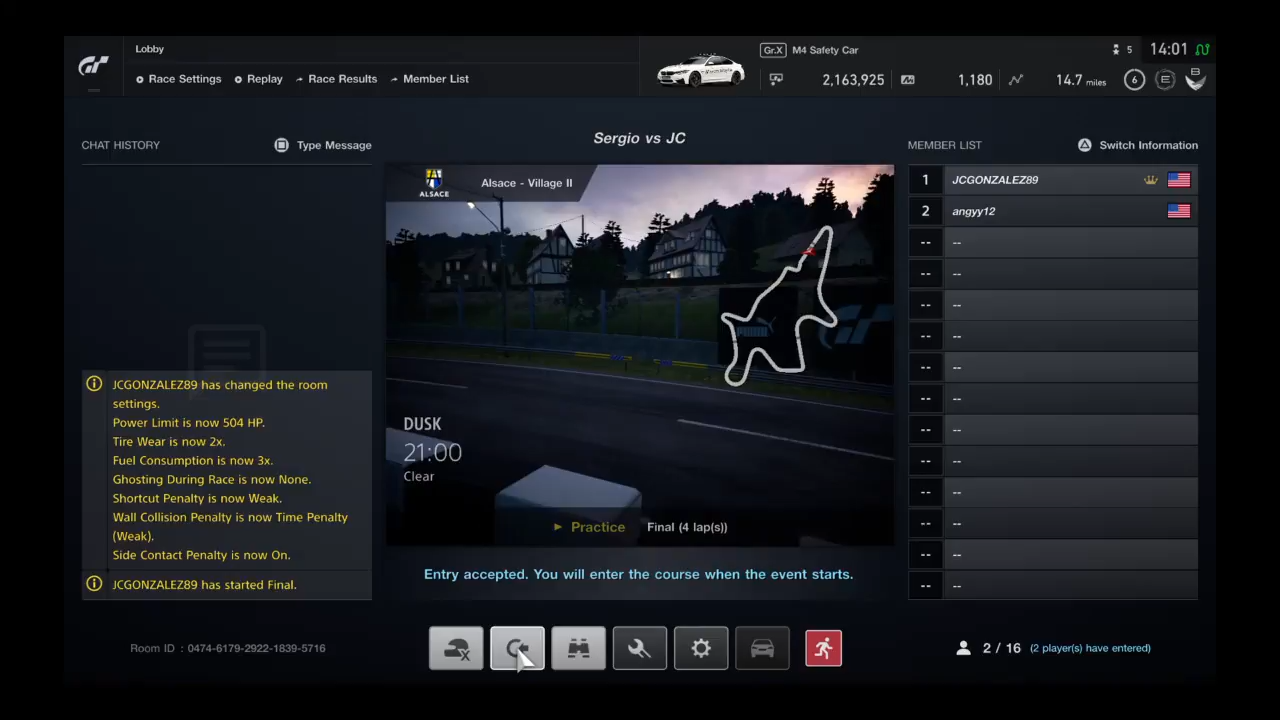 Lobby
Race Settings
Replay
Race Results
Member List
Gr.X
M4 Safety Car
5
14:01
2,163,925
1,180
14.7 miles
6
E
B
CHAT HISTORY
Type Message
Sergio vs JC
MEMBER LIST
Switch Information
ALSACE
Alsace - Village II
1 JCGONZALEZ89
2 angyy12
-- --
-- --
-- --
-- --
-- --
-- --
-- --
-- --
-- --
-- --
-- --
-- --
PUMA
JCGONZALEZ89 has changed the room
settings.
Power Limit is now 504 HP.
Tire Wear is now 2x.
Fuel Consumption is now 3x.
Ghosting During Race is now None.
Shortcut Penalty is now Weak.
Wall Collision Penalty is now Time Penalty
(Weak).
Side Contact Penalty is now On.
JCGONZALEZ89 has started Final.
DUSK
21:00
Clear
Practice
Final (4 lap(s))
Entry accepted. You will enter the course when the event starts.
Room ID : 0474-6179-2922-1839-5716
2 / 16 (2 player(s) have entered)